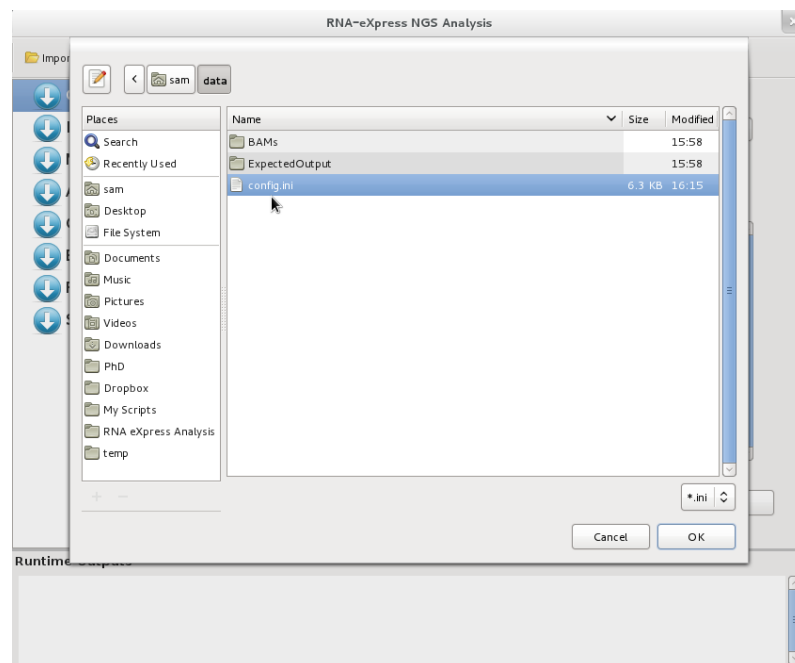 RNA-eXpress NGS Analysis
Impor
sam data
Places
Search
Recently Used
sam
Desktop
File System
Documents
Music
Pictures
Videos
Downloads
PhD
Dropbox
My Scripts
RNA eXpress Analysis
temp
Name Size Modified
BAMs 15:58
ExpectedOutput 15:58
config.ini 6.3 KB 16:15
*.ini
Cancel OK
Runtime